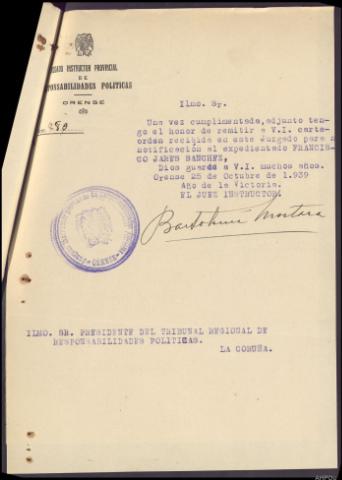 JUZGADO INSTRUCTOR PROVINCIAL
DE
RESPONSABILIDADES POLITICAS
ORENSE
Ilmo. Sr.
Una vez cumplimentada, adjunto ten-
go el honor de remitir a V.I. carta-
orden recibida en este Juzgado para
notificación al expedientado FRANCIS-
CO JARES SANCHEZ,
Dios guarde a V.I. muchos años.
Orense 25 de Octubre de 1.939
Año de la Victoria.
EL JUEZ INSTRUCTOR
ILMO. SR. PRESIDENTE DEL TRIBUNAL REGIONAL DE
RESPONSABILIDADES POLITICAS.
LA CORUÑA.